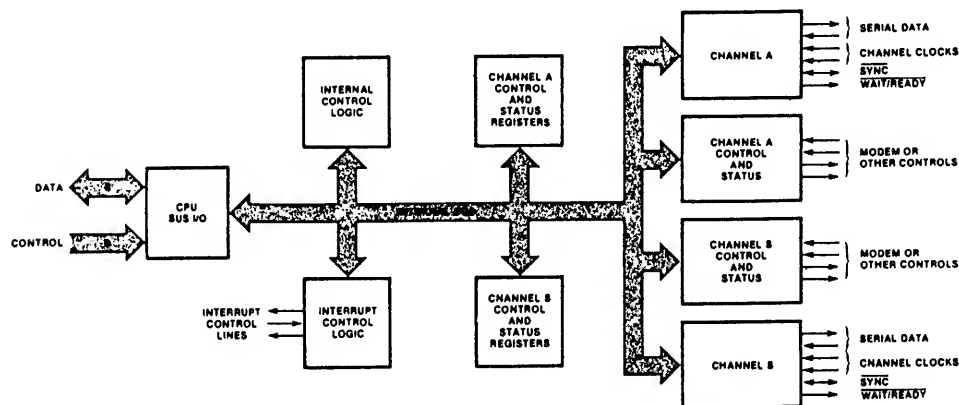 CHANNEL A
SERIAL DATA
CHANNEL CLOCKS
SYNC
WAIT/READY
INTERNAL
CONTROL
LOGIC
CHANNEL A
CONTROL
AND
STATUS
REGISTERS
CHANNEL A
CONTROL
AND
STATUS
MODEM OR
OTHER CONTROLS
DATA
CONTROL
CPU
BUS I/O
CHANNEL B
CONTROL
AND
STATUS
MODEM OR
OTHER CONTROLS
INTERRUPT
CONTROL
LINES
INTERRUPT
CONTROL
LOGIC
CHANNEL B
CONTROL
AND
STATUS
REGISTERS
CHANNEL B
SERIAL DATA
CHANNEL CLOCKS
SYNC
WAIT/READY